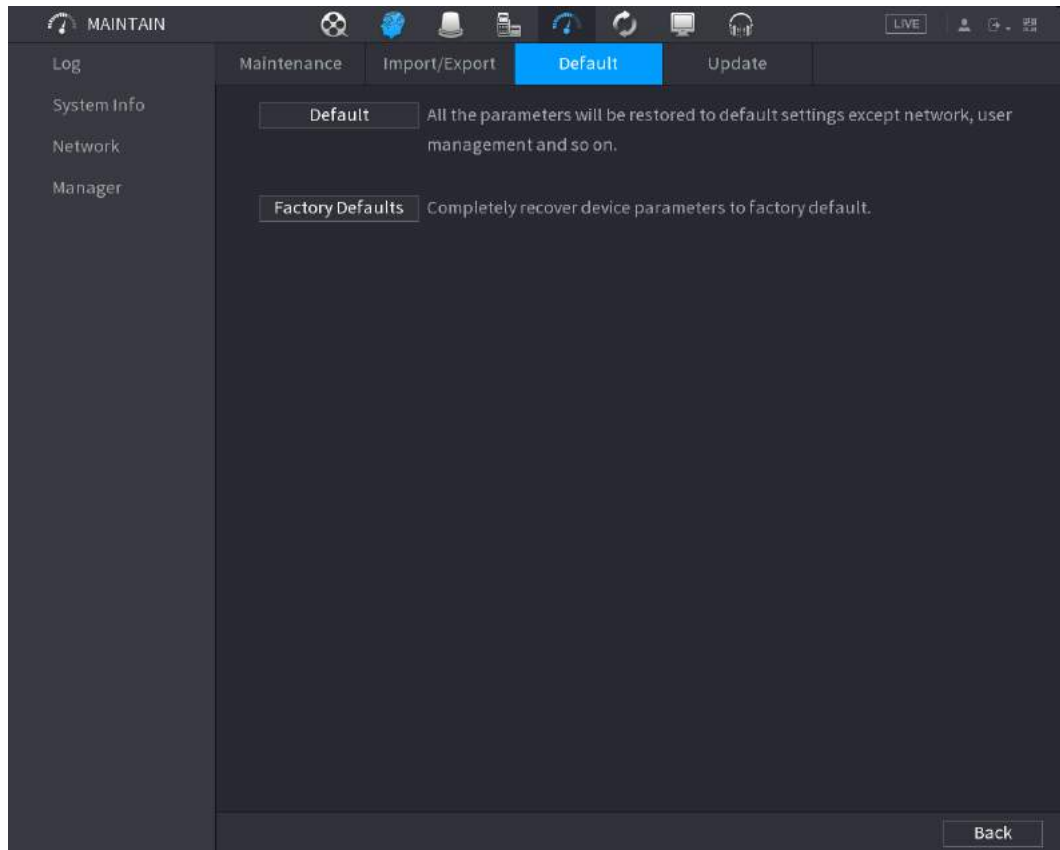 MAINTAIN
LIVE
Log
System Info
Network
Manager
Maintenance Import/Export Default Update
Default All the parameters will be restored to default settings except network, user
management and so on.
Factory Defaults Completely recover device parameters to factory default.
Back